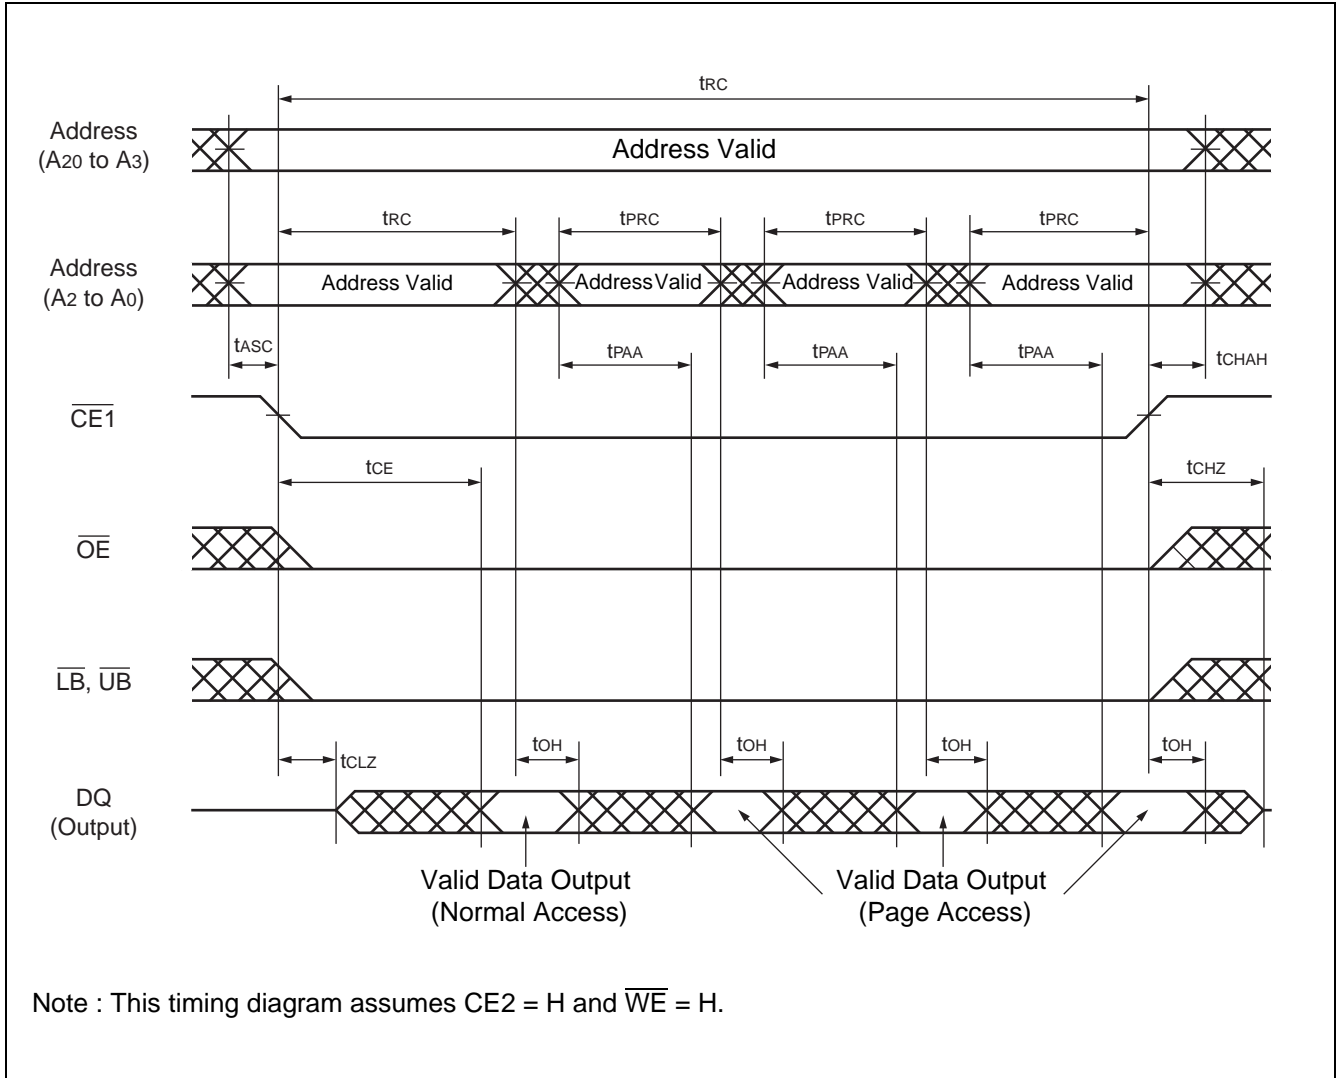 tRC
Address
(A20 to A3)
Address Valid
tRC
tPRC
tPRC
tPRC
Address
(A2 to A0)
Address Valid
Address Valid
Address Valid
Address Valid
tASC
tPAA
tPAA
tPAA
tCHAH
CE1
tCE
tCHZ
OE
LB, UB
tCLZ
tOH
tOH
tOH
tOH
DQ
(Output)
Valid Data Output
(Normal Access)
Valid Data Output
(Page Access)
Note : This timing diagram assumes CE2 = H and WE = H.